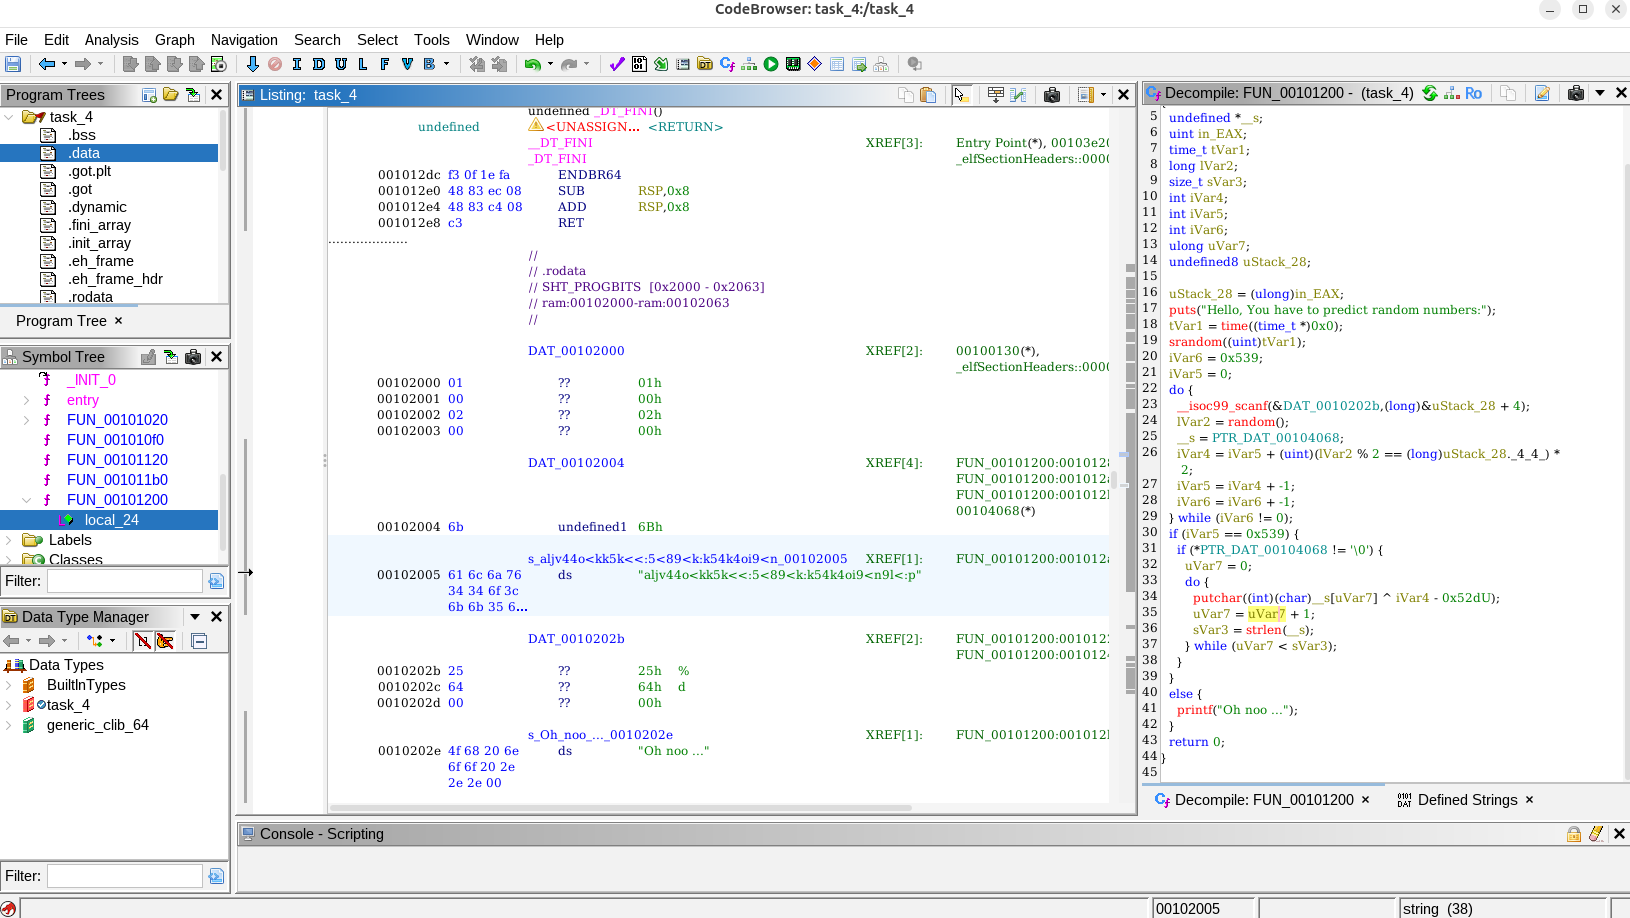 CodeBrowser: task_4:/task_4
File Edit Analysis Graph Navigation Search Select Tools Window Help
I D U L F V B
Program Trees
task_4
.bss
.data
.got.plt
.got
.dynamic
.fini_array
.init_array
.eh_frame
.eh_frame_hdr
.rodata
Program Tree ×
Symbol Tree
_INIT_0
entry
FUN_00101020
FUN_001010f0
FUN_00101120
FUN_001011b0
FUN_00101200
local_24
Labels
Classes
Filter:
Data Type Manager
Data Types
BuiltInTypes
task_4
generic_clib_64
Filter:
Listing: task_4
undefined _DT_FINI()
undefined <UNASSIGN... <RETURN>
__DT_FINI XREF[3]: Entry Point(*), 00103e20
_DT_FINI _elfSectionHeaders::000
001012dc f3 0f 1e fa ENDBR64
001012e0 48 83 ec 08 SUB RSP,0x8
001012e4 48 83 c4 08 ADD RSP,0x8
001012e8 c3 RET
....................
//
// .rodata
// SHT_PROGBITS [0x2000 - 0x2063]
// ram:00102000-ram:00102063
//
DAT_00102000 XREF[2]: 00100130(*),
_elfSectionHeaders::000
00102000 01 ?? 01h
00102001 00 ?? 00h
00102002 02 ?? 02h
00102003 00 ?? 00h
DAT_00102004 XREF[4]: FUN_00101200:0010128
FUN_00101200:001012a
FUN_00101200:001012
00104068(*)
00102004 6b undefined1 6Bh
s_aljv44o<kk5k<<:5<89<k:k54k4oi9<n_00102005 XREF[1]: FUN_00101200:001012a
00102005 61 6c 6a 76 ds "aljv44o<kk5k<<:5<89<k:k54k4oi9<n9l<:p"
34 34 6f 3c
6b 6b 35 6...
DAT_0010202b XREF[2]: FUN_00101200:0010122
FUN_00101200:0010124
0010202b 25 ?? 25h %
0010202c 64 ?? 64h d
0010202d 00 ?? 00h
s_Oh_noo_..._0010202e XREF[1]: FUN_00101200:001012
0010202e 4f 68 20 6e ds "Oh noo ..."
6f 6f 20 2e
2e 2e 00
Decompile: FUN_00101200 - (task_4) Ro
5 undefined *__s;
6 uint in_EAX;
7 time_t tVar1;
8 long lVar2;
9 size_t sVar3;
10 int iVar4;
11 int iVar5;
12 int iVar6;
13 ulong uVar7;
14 undefined8 uStack_28;
15
16 uStack_28 = (ulong)in_EAX;
17 puts("Hello, You have to predict random numbers:");
18 tVar1 = time((time_t *)0x0);
19 srandom((uint)tVar1);
20 iVar6 = 0x539;
21 iVar5 = 0;
22 do {
23 __isoc99_scanf(&DAT_0010202b,(long)&uStack_28 + 4);
24 lVar2 = random();
25 __s = PTR_DAT_00104068;
26 iVar4 = iVar5 + (uint)(lVar2 % 2 == (long)uStack_28._4_4_) *
2;
27 iVar5 = iVar4 + -1;
28 iVar6 = iVar6 + -1;
29 } while (iVar6 != 0);
30 if (iVar5 == 0x539) {
31 if (*PTR_DAT_00104068 != '\0') {
32 uVar7 = 0;
33 do {
34 putchar((int)(char)__s[uVar7] ^ iVar4 - 0x52dU);
35 uVar7 = uVar7 + 1;
36 sVar3 = strlen(__s);
37 } while (uVar7 < sVar3);
38 }
39 }
40 else {
41 printf("Oh noo ...");
42 }
43 return 0;
44 }
45
Decompile: FUN_00101200 × Defined Strings ×
Console - Scripting
00102005 string (38)